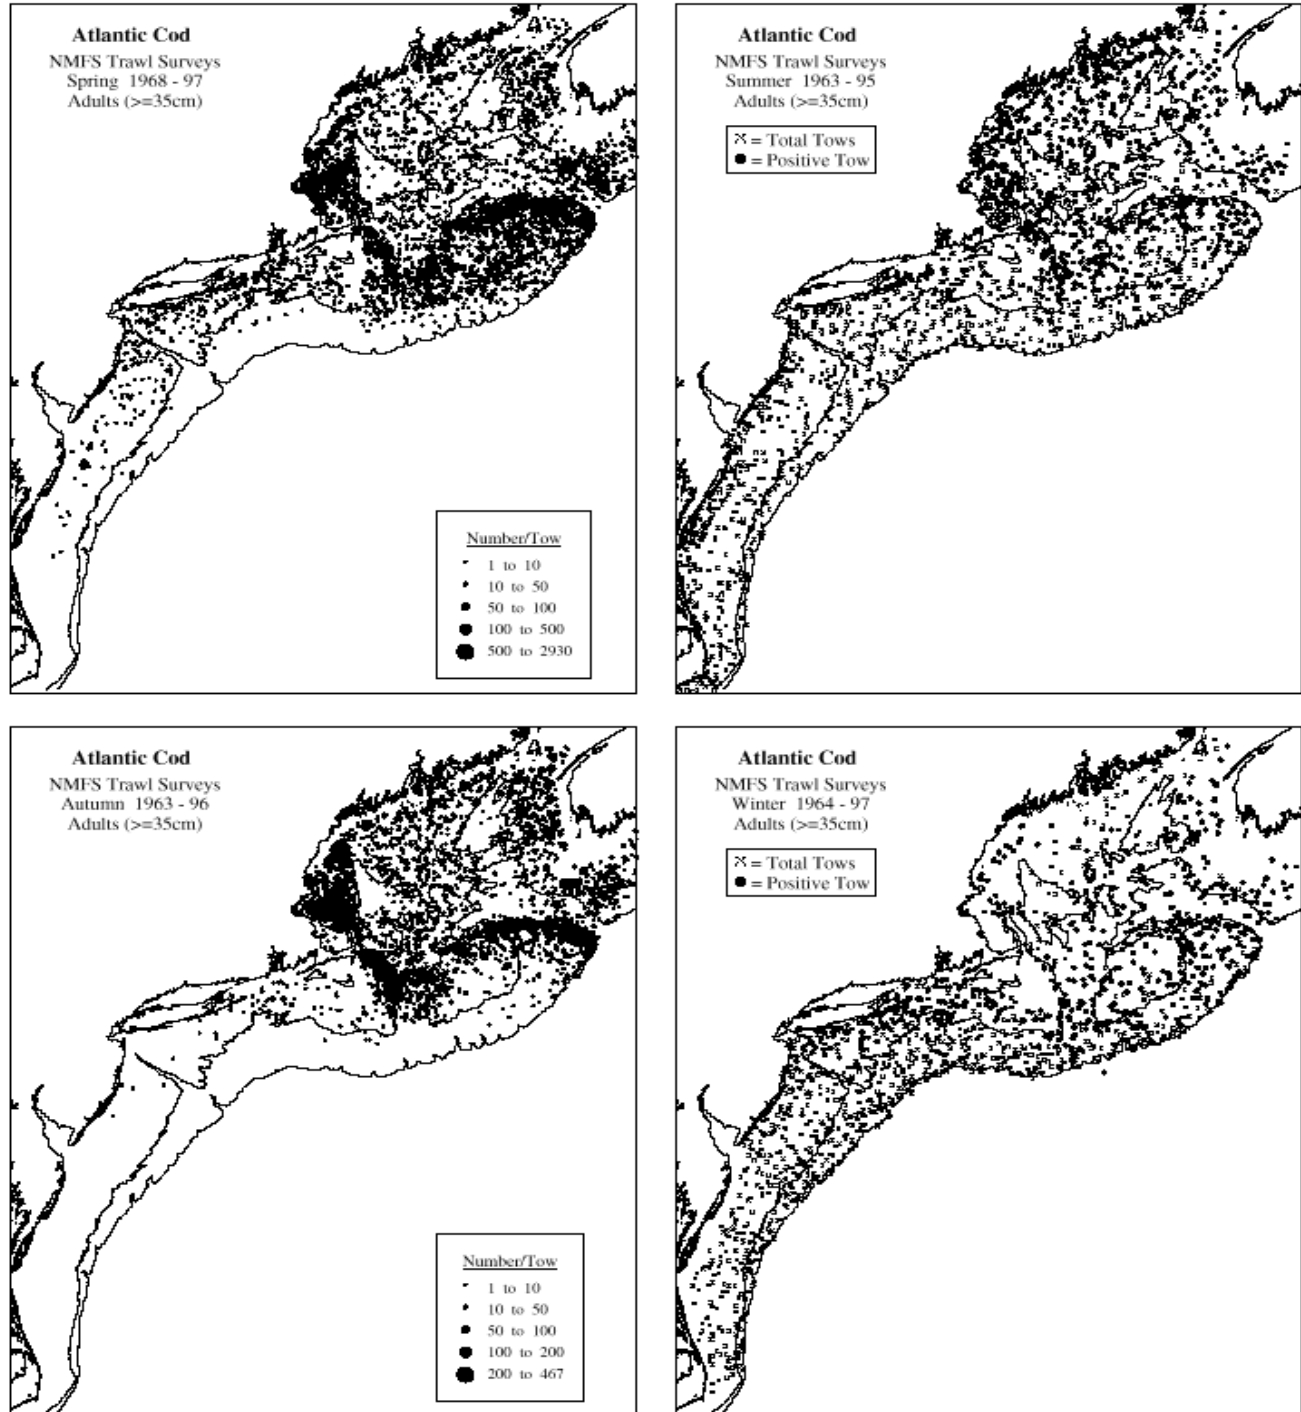 Atlantic Cod
NMFS Trawl Surveys
Spring 1968 - 97
Adults (>=35cm)
Number/Tow
1 to 10
10 to 50
50 to 100
100 to 500
500 to 2930
Atlantic Cod
NMFS Trawl Surveys
Summer 1963 - 95
Adults (>=35cm)
× = Total Tows
● = Positive Tow
Atlantic Cod
NMFS Trawl Surveys
Autumn 1963 - 96
Adults (>=35cm)
Number/Tow
1 to 10
10 to 50
50 to 100
100 to 200
200 to 467
Atlantic Cod
NMFS Trawl Surveys
Winter 1964 - 97
Adults (>=35cm)
× = Total Tows
● = Positive Tow